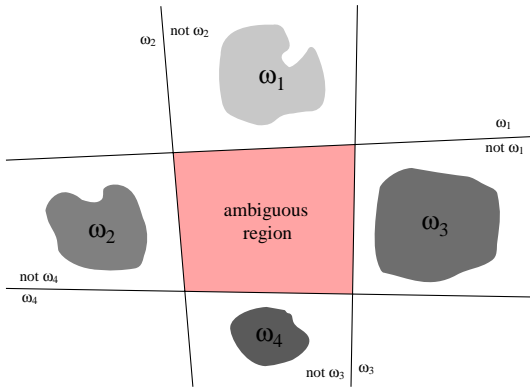 ω₂
not ω₂
ω₁
ω₁
not ω₁
ω₂
ambiguous
region
ω₃
not ω₄
ω₄
ω₄
not ω₃
ω₃